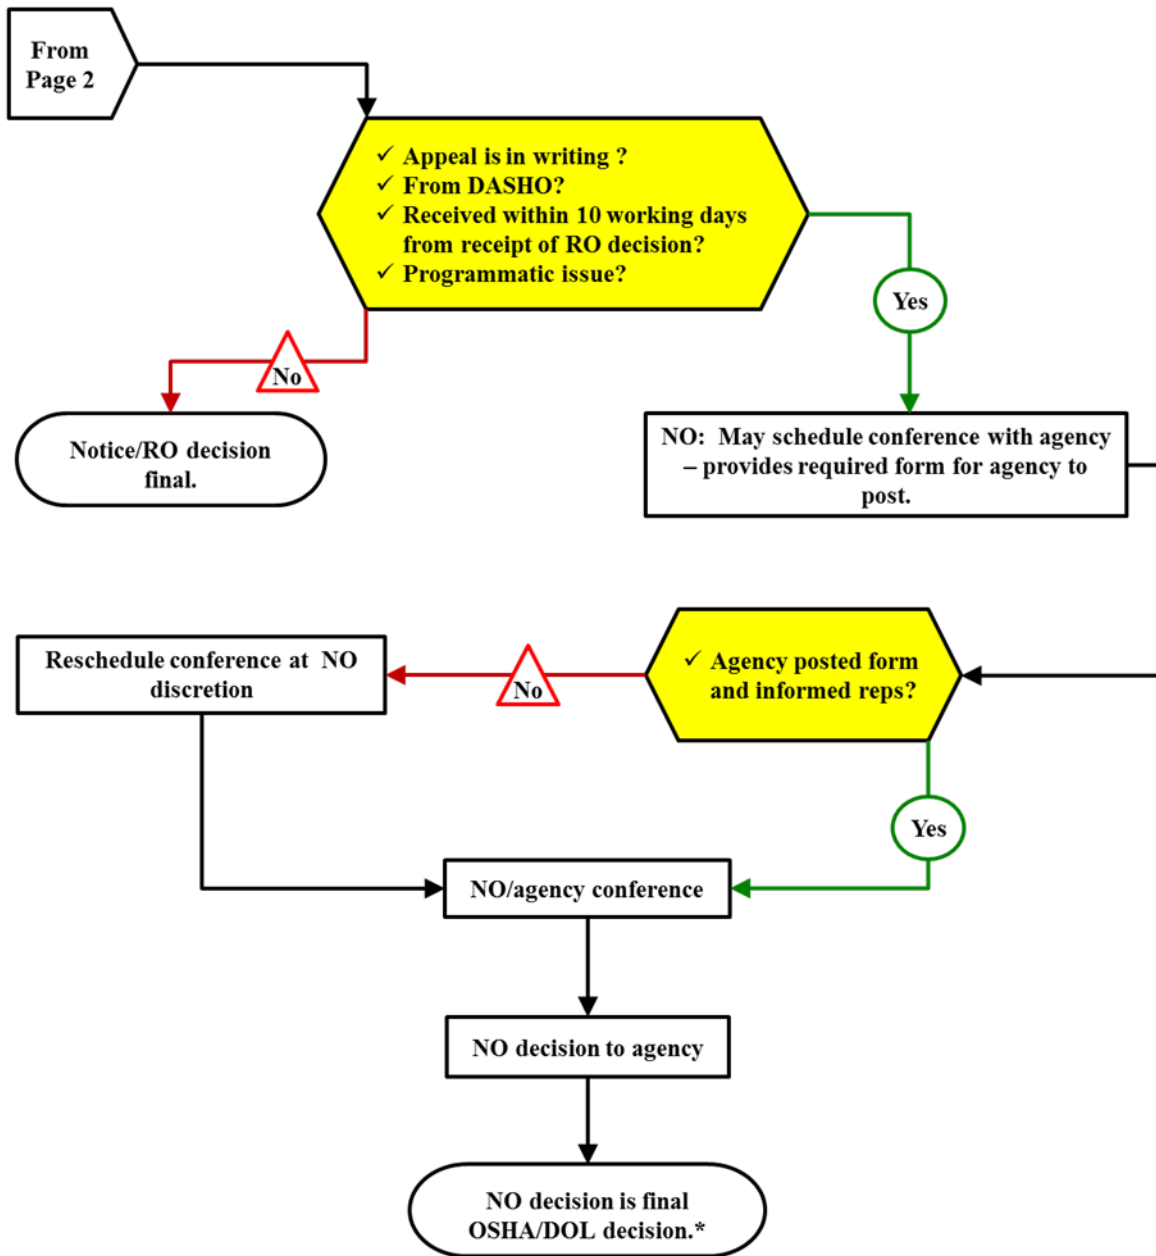 From
Page 2
✓ Appeal is in writing ?
✓ From DASHO?
✓ Received within 10 working days
from receipt of RO decision?
✓ Programmatic issue?
Yes
No
Notice/RO decision
final.
NO: May schedule conference with agency
– provides required form for agency to
post.
Reschedule conference at NO
discretion
No
✓ Agency posted form
and informed reps?
Yes
NO/agency conference
NO decision to agency
NO decision is final
OSHA/DOL decision.*